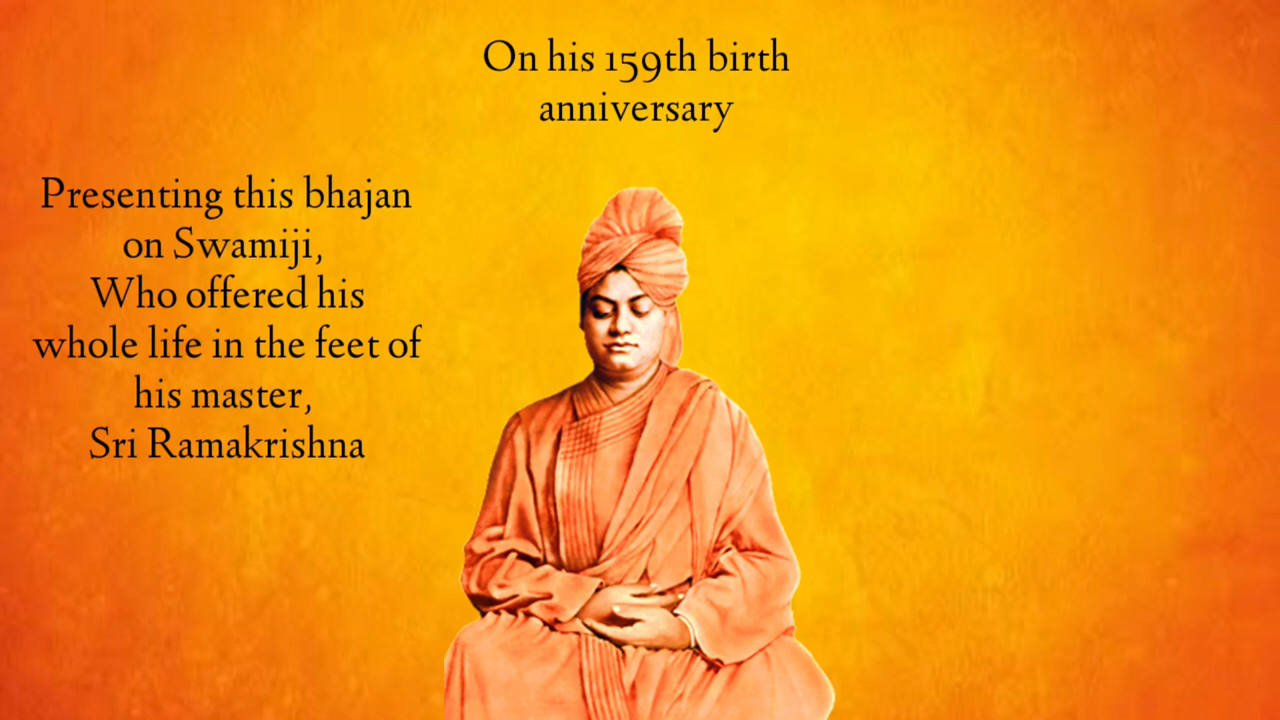 On his 159th birth
anniversary
Presenting this bhajan
on Swamiji,
Who offered his
whole life in the feet of
his master,
Sri Ramakrishna